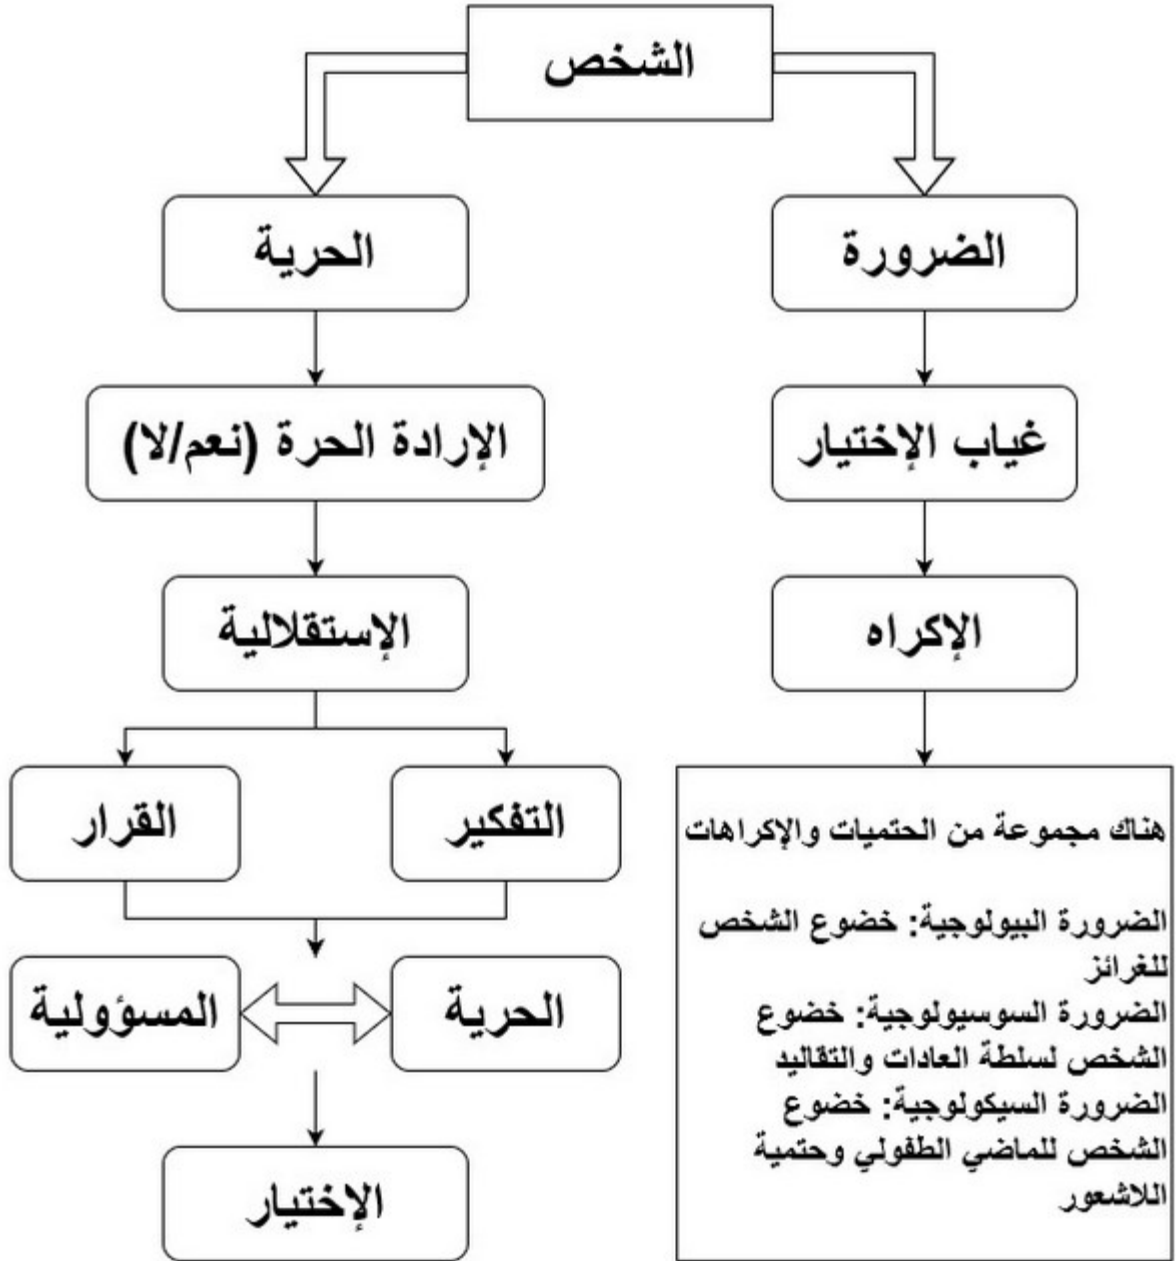 الشخص
الحرية
الضرورة
الإرادة الحرة (نعم/لا)
غياب الإختيار
الإستقلالية
الإكراه
القرار
التفكير
المسؤولية
الحرية
الإختيار
هناك مجموعة من الحتميات والإكراهات
الضرورة البيولوجية: خضوع الشخص
للغرائز
الضرورة السوسيولوجية: خضوع
الشخص لسلطة العادات والتقاليد
الضرورة السيكولوجية: خضوع
الشخص للماضي الطفولي وحتمية
اللاشعور